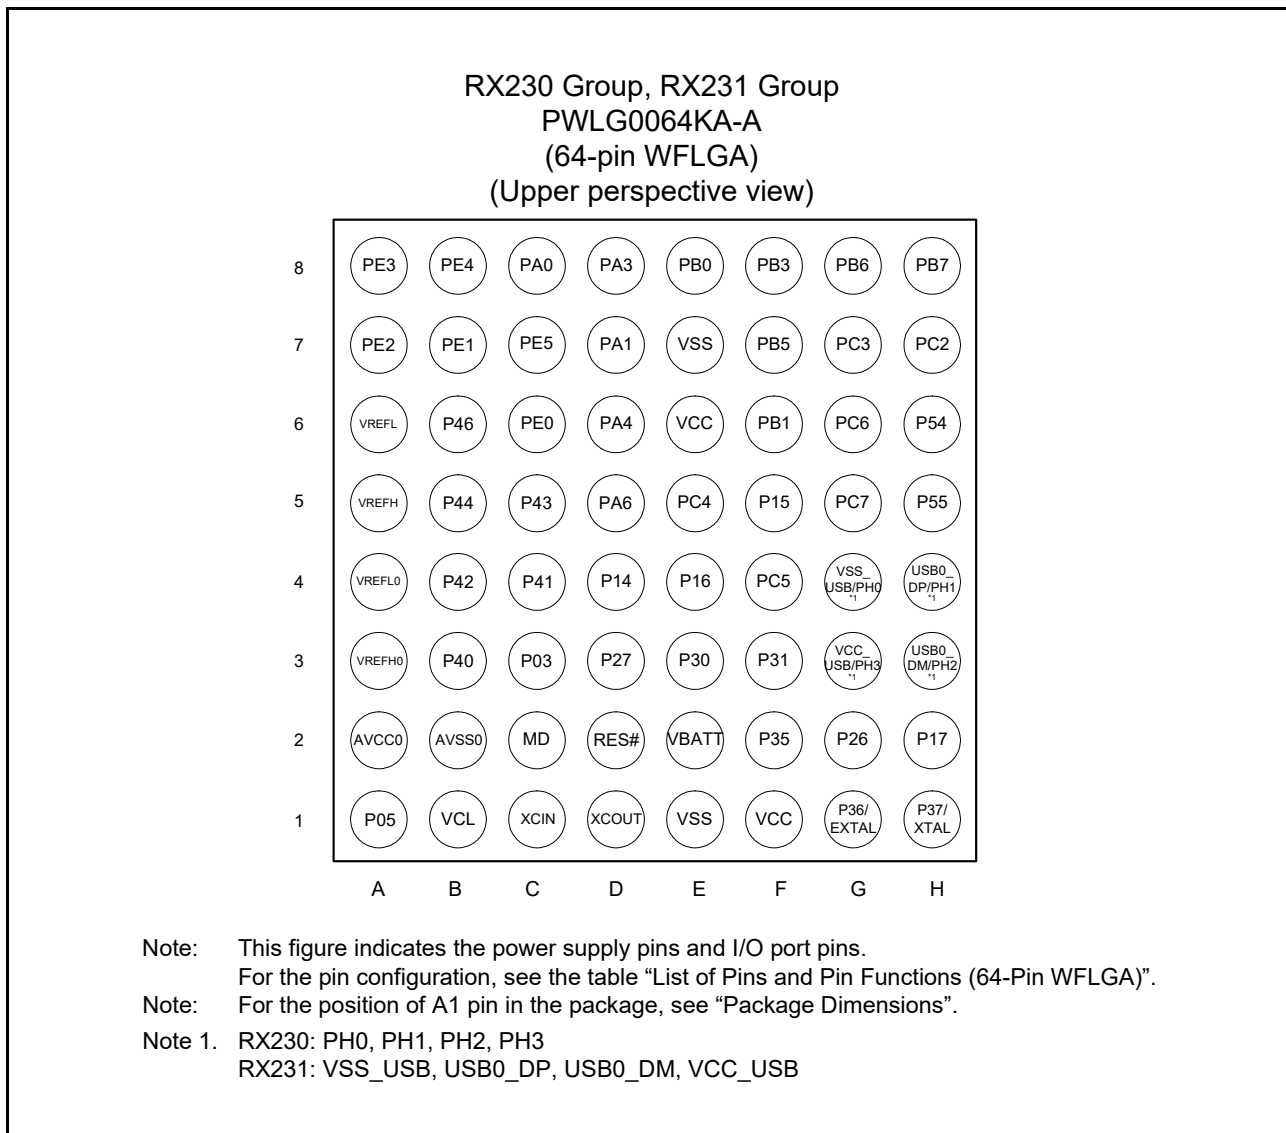 RX230 Group, RX231 Group
PWLG0064KA-A
(64-pin WFLGA)
(Upper perspective view)
8 PE3 PE4 PA0 PA3 PB0 PB3 PB6 PB7
7 PE2 PE1 PE5 PA1 VSS PB5 PC3 PC2
6 VREFL P46 PE0 PA4 VCC PB1 PC6 P54
5 VREFH P44 P43 PA6 PC4 P15 PC7 P55
4 VREFL0 P42 P41 P14 P16 PC5 VSS_USB/PH0 *1 USB0_DP/PH1 *1
3 VREFH0 P40 P03 P27 P30 P31 VCC_USB/PH3 *1 USB0_DM/PH2 *1
2 AVCC0 AVSS0 MD RES# VBATT P35 P26 P17
1 P05 VCL XCIN XCOUT VSS VCC P36/EXTAL P37/XTAL
A B C D E F G H
Note: This figure indicates the power supply pins and I/O port pins.
For the pin configuration, see the table “List of Pins and Pin Functions (64-Pin WFLGA)”.
Note: For the position of A1 pin in the package, see “Package Dimensions”.
Note 1. RX230: PH0, PH1, PH2, PH3
RX231: VSS_USB, USB0_DP, USB0_DM, VCC_USB